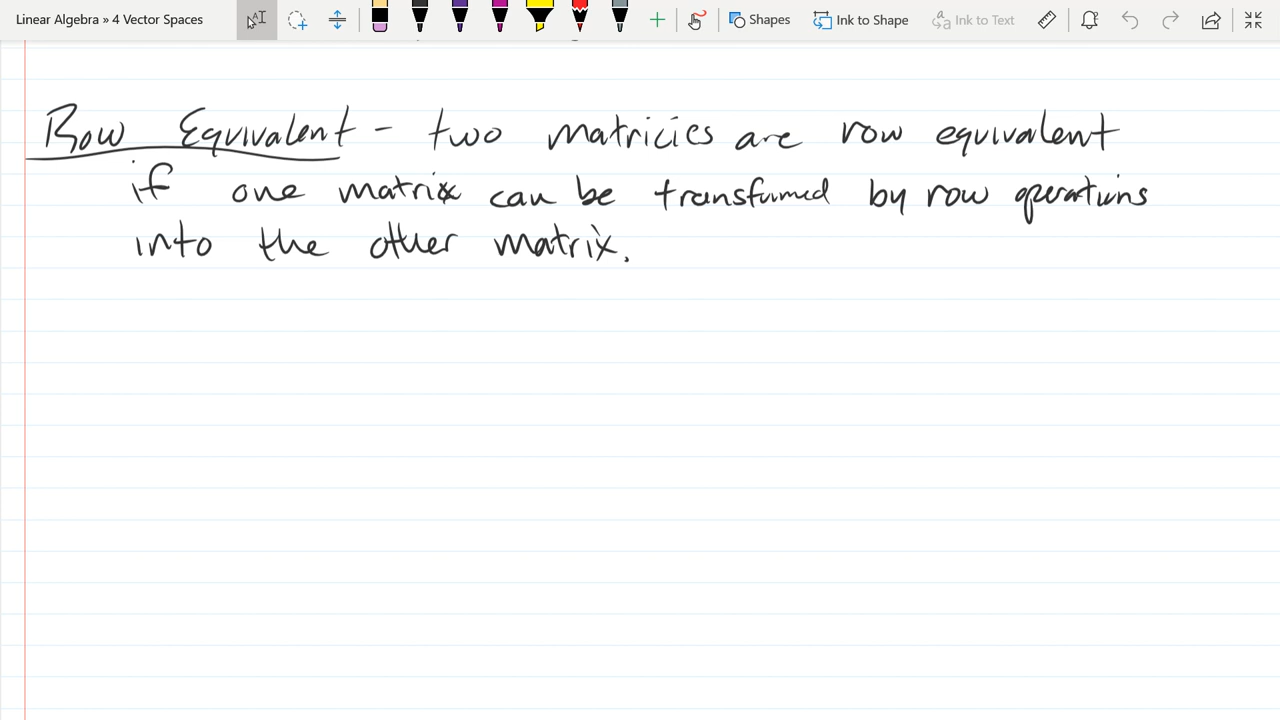 Linear Algebra » 4 Vector Spaces
Shapes
Ink to Shape
Ink to Text
Row Equivalent - two matricies are row equivalent
if one matrix can be transfumed by row operations
into the other matrix.